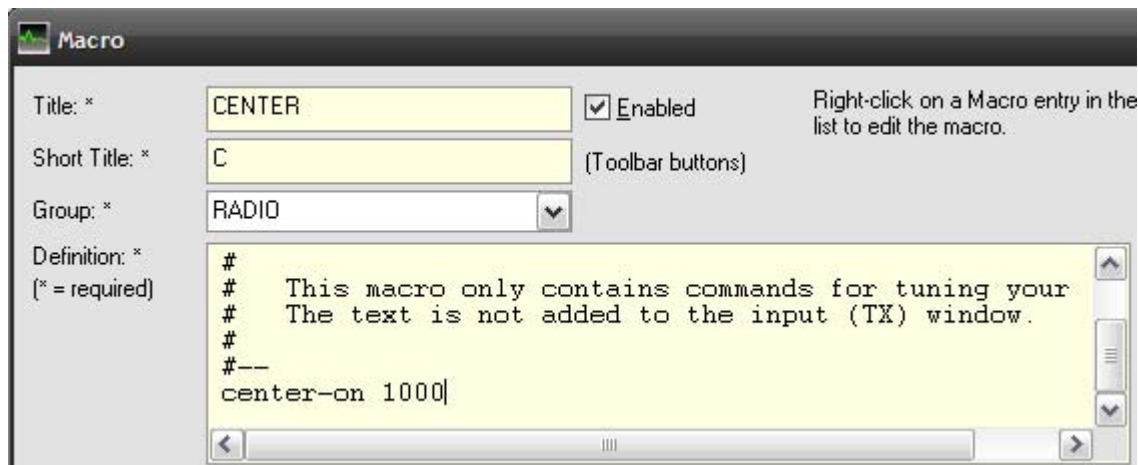 Macro
Title: * CENTER Enabled Right-click on a Macro entry in the
list to edit the macro.
Short Title: * C (Toolbar buttons)
Group: * RADIO
Definition: *
(* = required)
#
# This macro only contains commands for tuning your
# The text is not added to the input (TX) window.
#
#--
center-on 1000